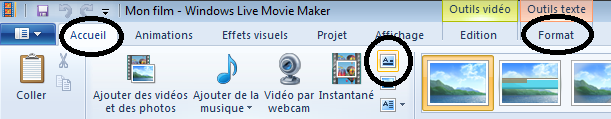 Mon film - Windows Live Movie Maker
Outils vidéo
Outils texte
Accueil
Animations
Effets visuels
Projet
Affichage
Edition
Format
Coller
Ajouter des vidéos
et des photos
Ajouter de la
musique
Vidéo par
webcam
Instantané